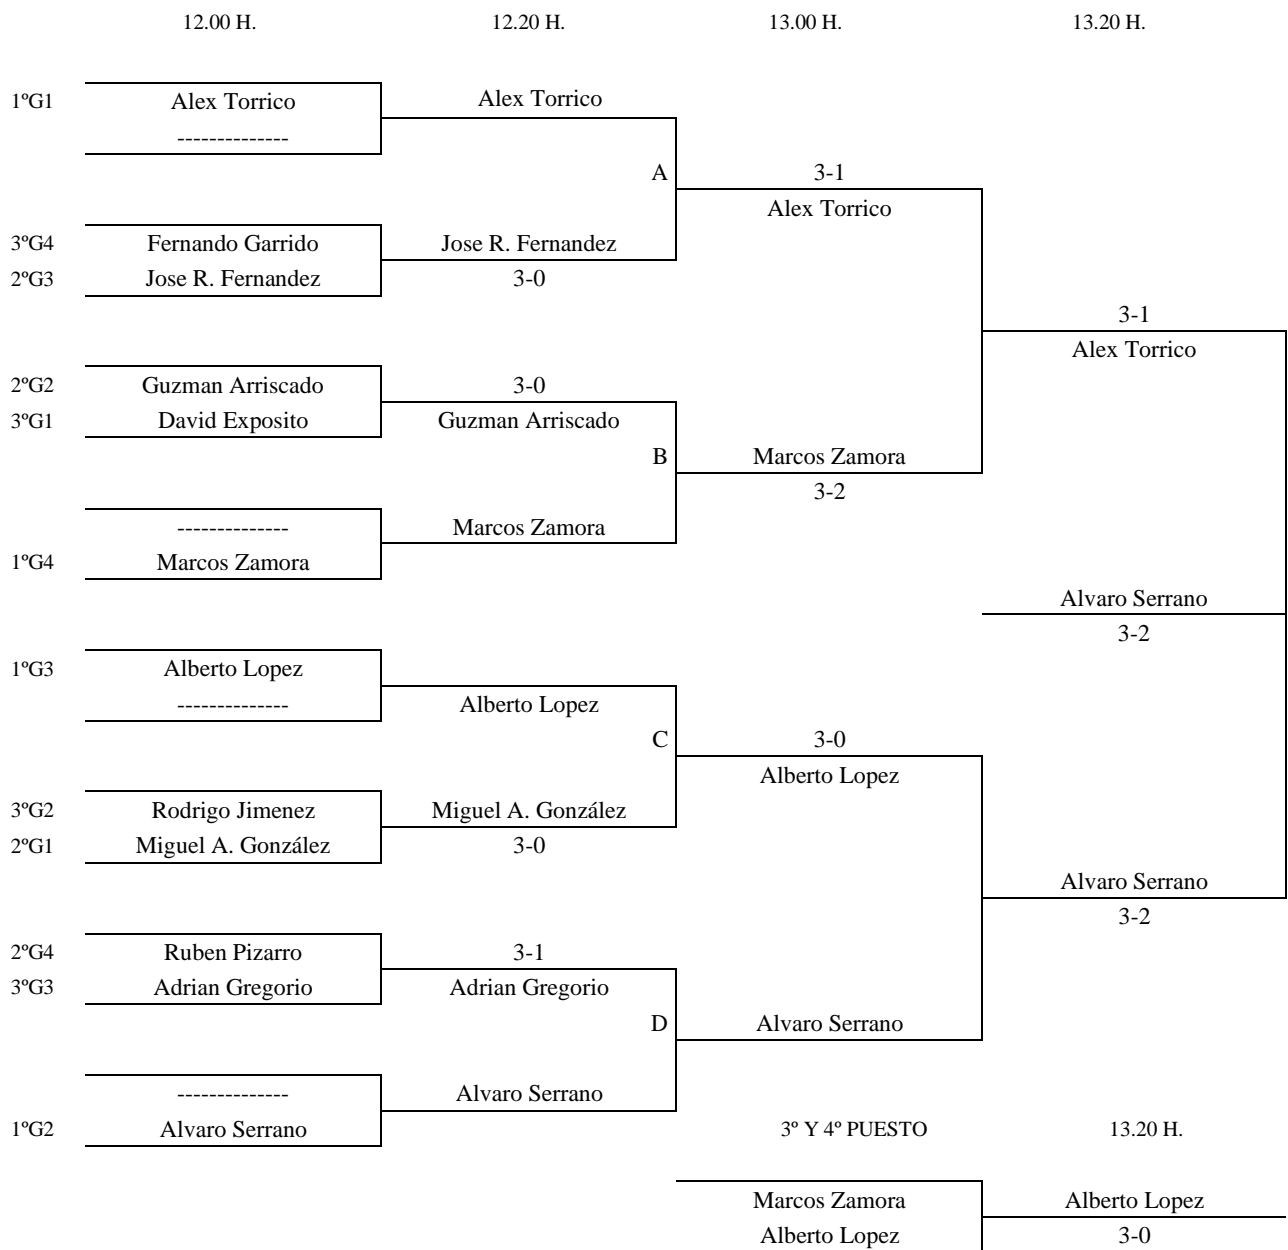 12.00 H. 12.20 H. 13.00 H. 13.20 H.
1ºG1 Alex Torrico Alex Torrico
--------------
A 3-1
Alex Torrico
3ºG4 Fernando Garrido Jose R. Fernandez
2ºG3 Jose R. Fernandez 3-0
3-1
Alex Torrico
2ºG2 Guzman Arriscado 3-0
3ºG1 David Exposito Guzman Arriscado
B Marcos Zamora
3-2
-------------- Marcos Zamora
1ºG4 Marcos Zamora
Alvaro Serrano
3-2
1ºG3 Alberto Lopez
-------------- Alberto Lopez
C 3-0
Alberto Lopez
3ºG2 Rodrigo Jimenez Miguel A. González
2ºG1 Miguel A. González 3-0
Alvaro Serrano
3-2
2ºG4 Ruben Pizarro 3-1
3ºG3 Adrian Gregorio Adrian Gregorio
D Alvaro Serrano
-------------- Alvaro Serrano
1ºG2 Alvaro Serrano 3º Y 4º PUESTO 13.20 H.
Marcos Zamora Alberto Lopez
Alberto Lopez 3-0